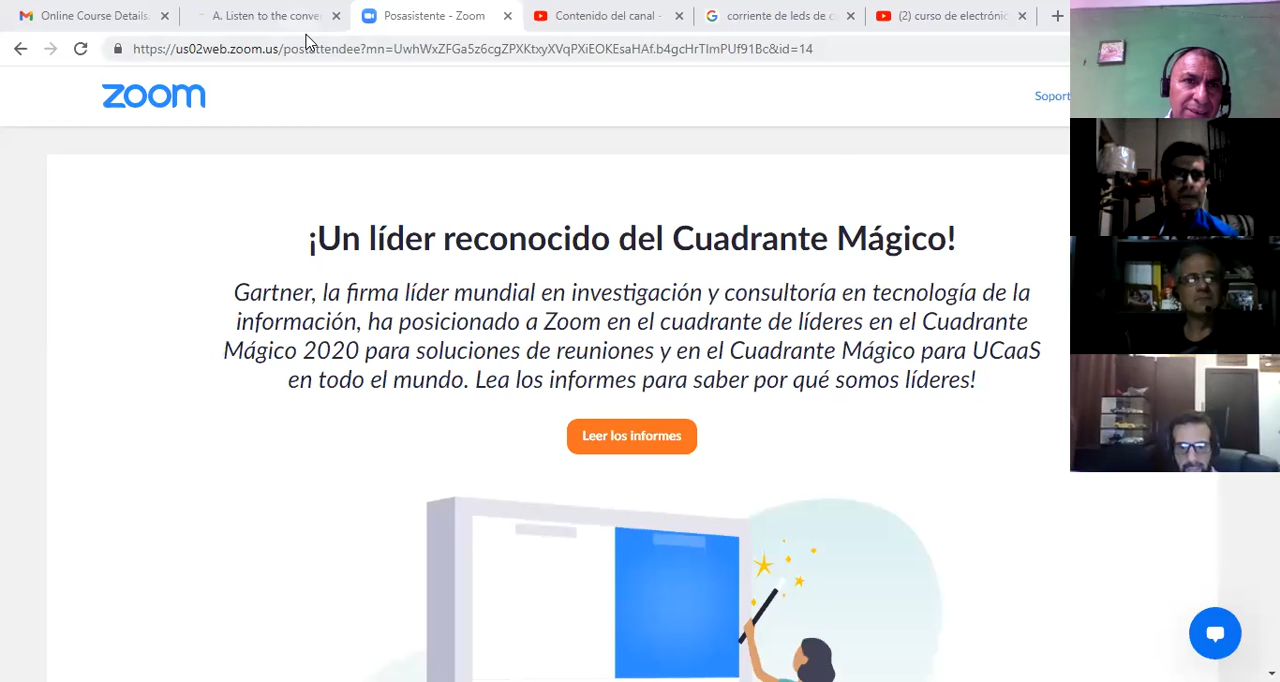 Online Course Details.
A. Listen to the conver
Posasistente - Zoom
Contenido del canal -
corriente de leds de c
(2) curso de electrónic
https://us02web.zoom.us/postattendee?mn=UwhWxZFGa5z6cgZPXKtxyXVqPXiEOKEsaHAf.b4gcHrTlmPUf91Bc&id=14
zoom
Soport
¡Un líder reconocido del Cuadrante Mágico!
Gartner, la firma líder mundial en investigación y consultoría en tecnología de la
información, ha posicionado a Zoom en el cuadrante de líderes en el Cuadrante
Mágico 2020 para soluciones de reuniones y en el Cuadrante Mágico para UCaaS
en todo el mundo. Lea los informes para saber por qué somos líderes!
Leer los informes